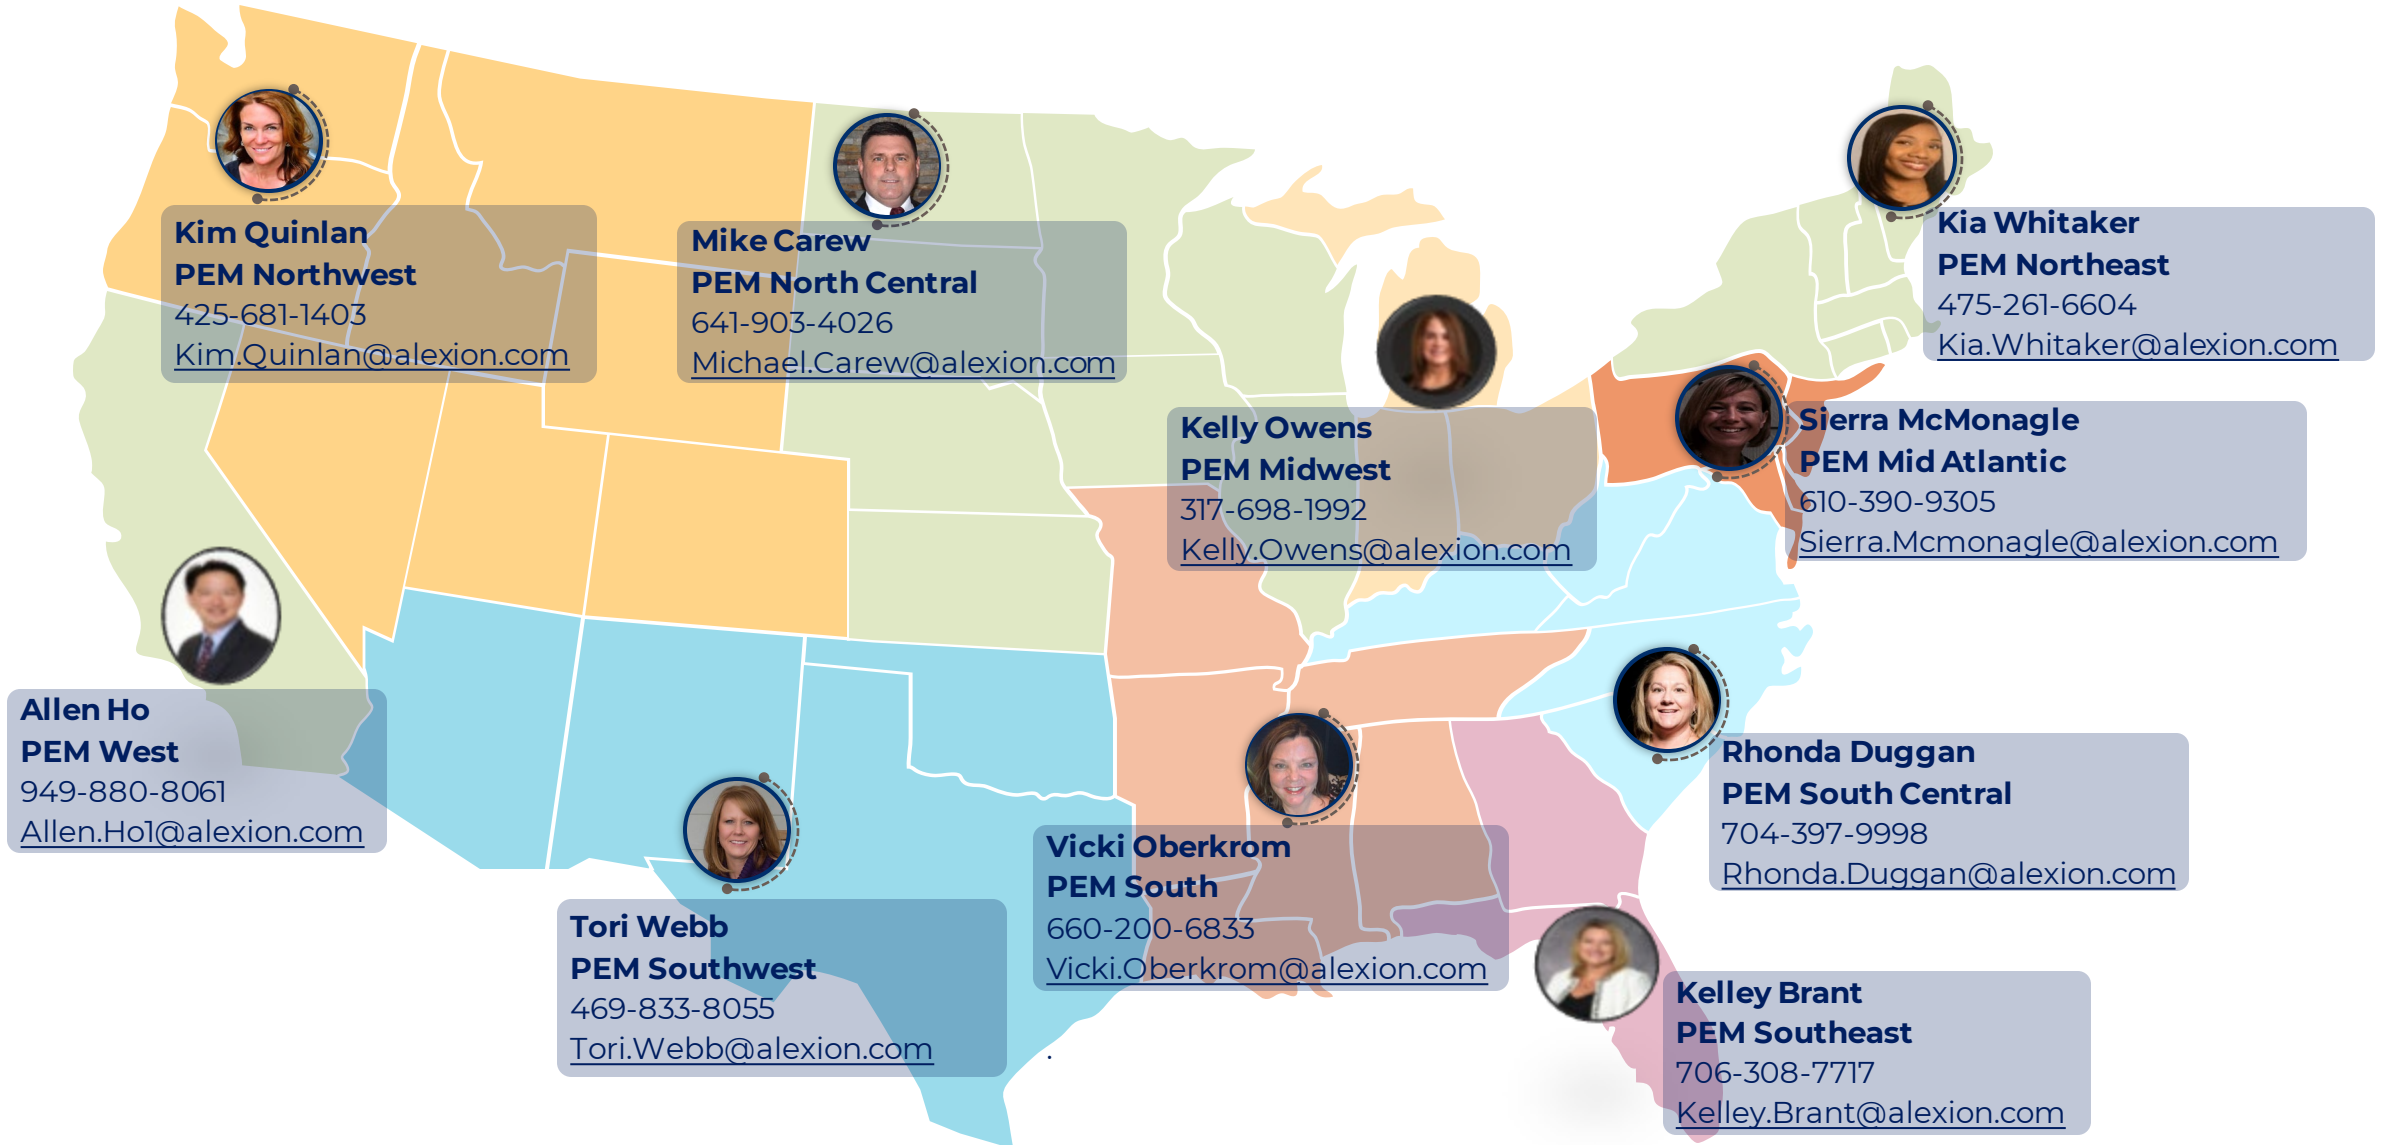 Kim Quinlan
PEM Northwest
425-681-1403
Kim.Quinlan@alexion.com
Mike Carew
PEM North Central
641-903-4026
Michael.Carew@alexion.com
Kia Whitaker
PEM Northeast
475-261-6604
Kia.Whitaker@alexion.com
Kelly Owens
PEM Midwest
317-698-1992
Kelly.Owens@alexion.com
Sierra McMonagle
PEM Mid Atlantic
610-390-9305
Sierra.Mcmonagle@alexion.com
Allen Ho
PEM West
949-880-8061
Allen.Ho1@alexion.com
Rhonda Duggan
PEM South Central
704-397-9998
Rhonda.Duggan@alexion.com
Vicki Oberkrom
PEM South
660-200-6833
Vicki.Oberkrom@alexion.com
Tori Webb
PEM Southwest
469-833-8055
Tori.Webb@alexion.com
.
Kelley Brant
PEM Southeast
706-308-7717
Kelley.Brant@alexion.com